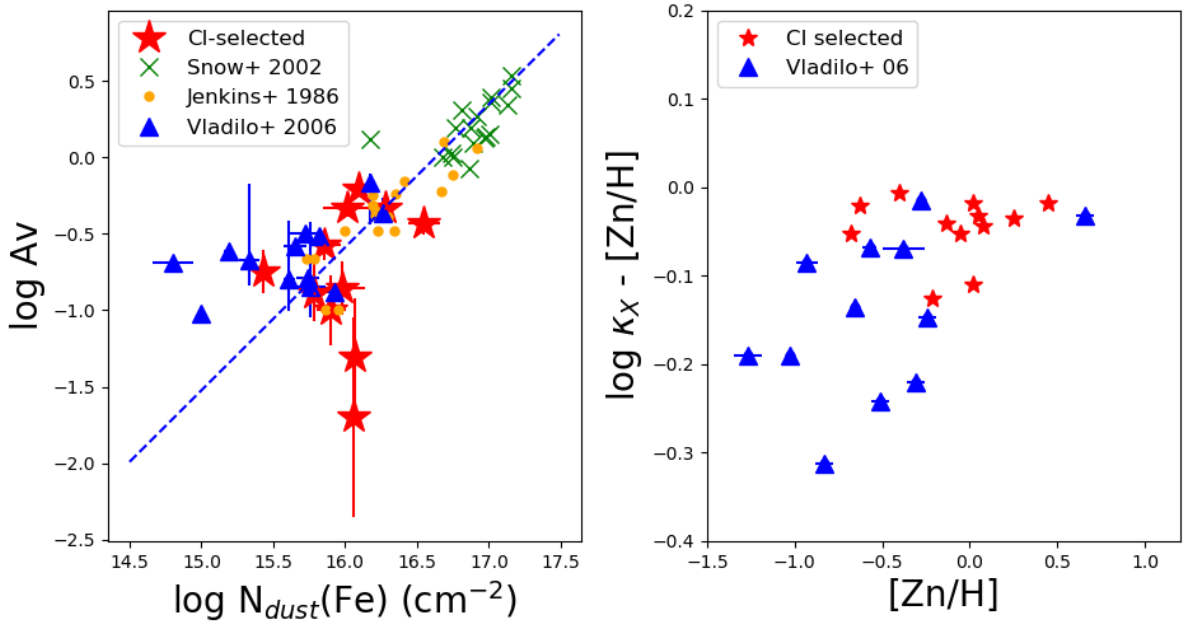 CI-selected
Snow+ 2002
Jenkins+ 1986
Vladilo+ 2006
log Av
0.5
0.0
−0.5
−1.0
−1.5
−2.0
−2.5
14.5 15.0 15.5 16.0 16.5 17.0 17.5
log N_dust(Fe) (cm⁻²)
CI selected
Vladilo+ 06
log κ_X - [Zn/H]
0.2
0.1
0.0
−0.1
−0.2
−0.3
−0.4
−1.5 −1.0 −0.5 0.0 0.5 1.0
[Zn/H]